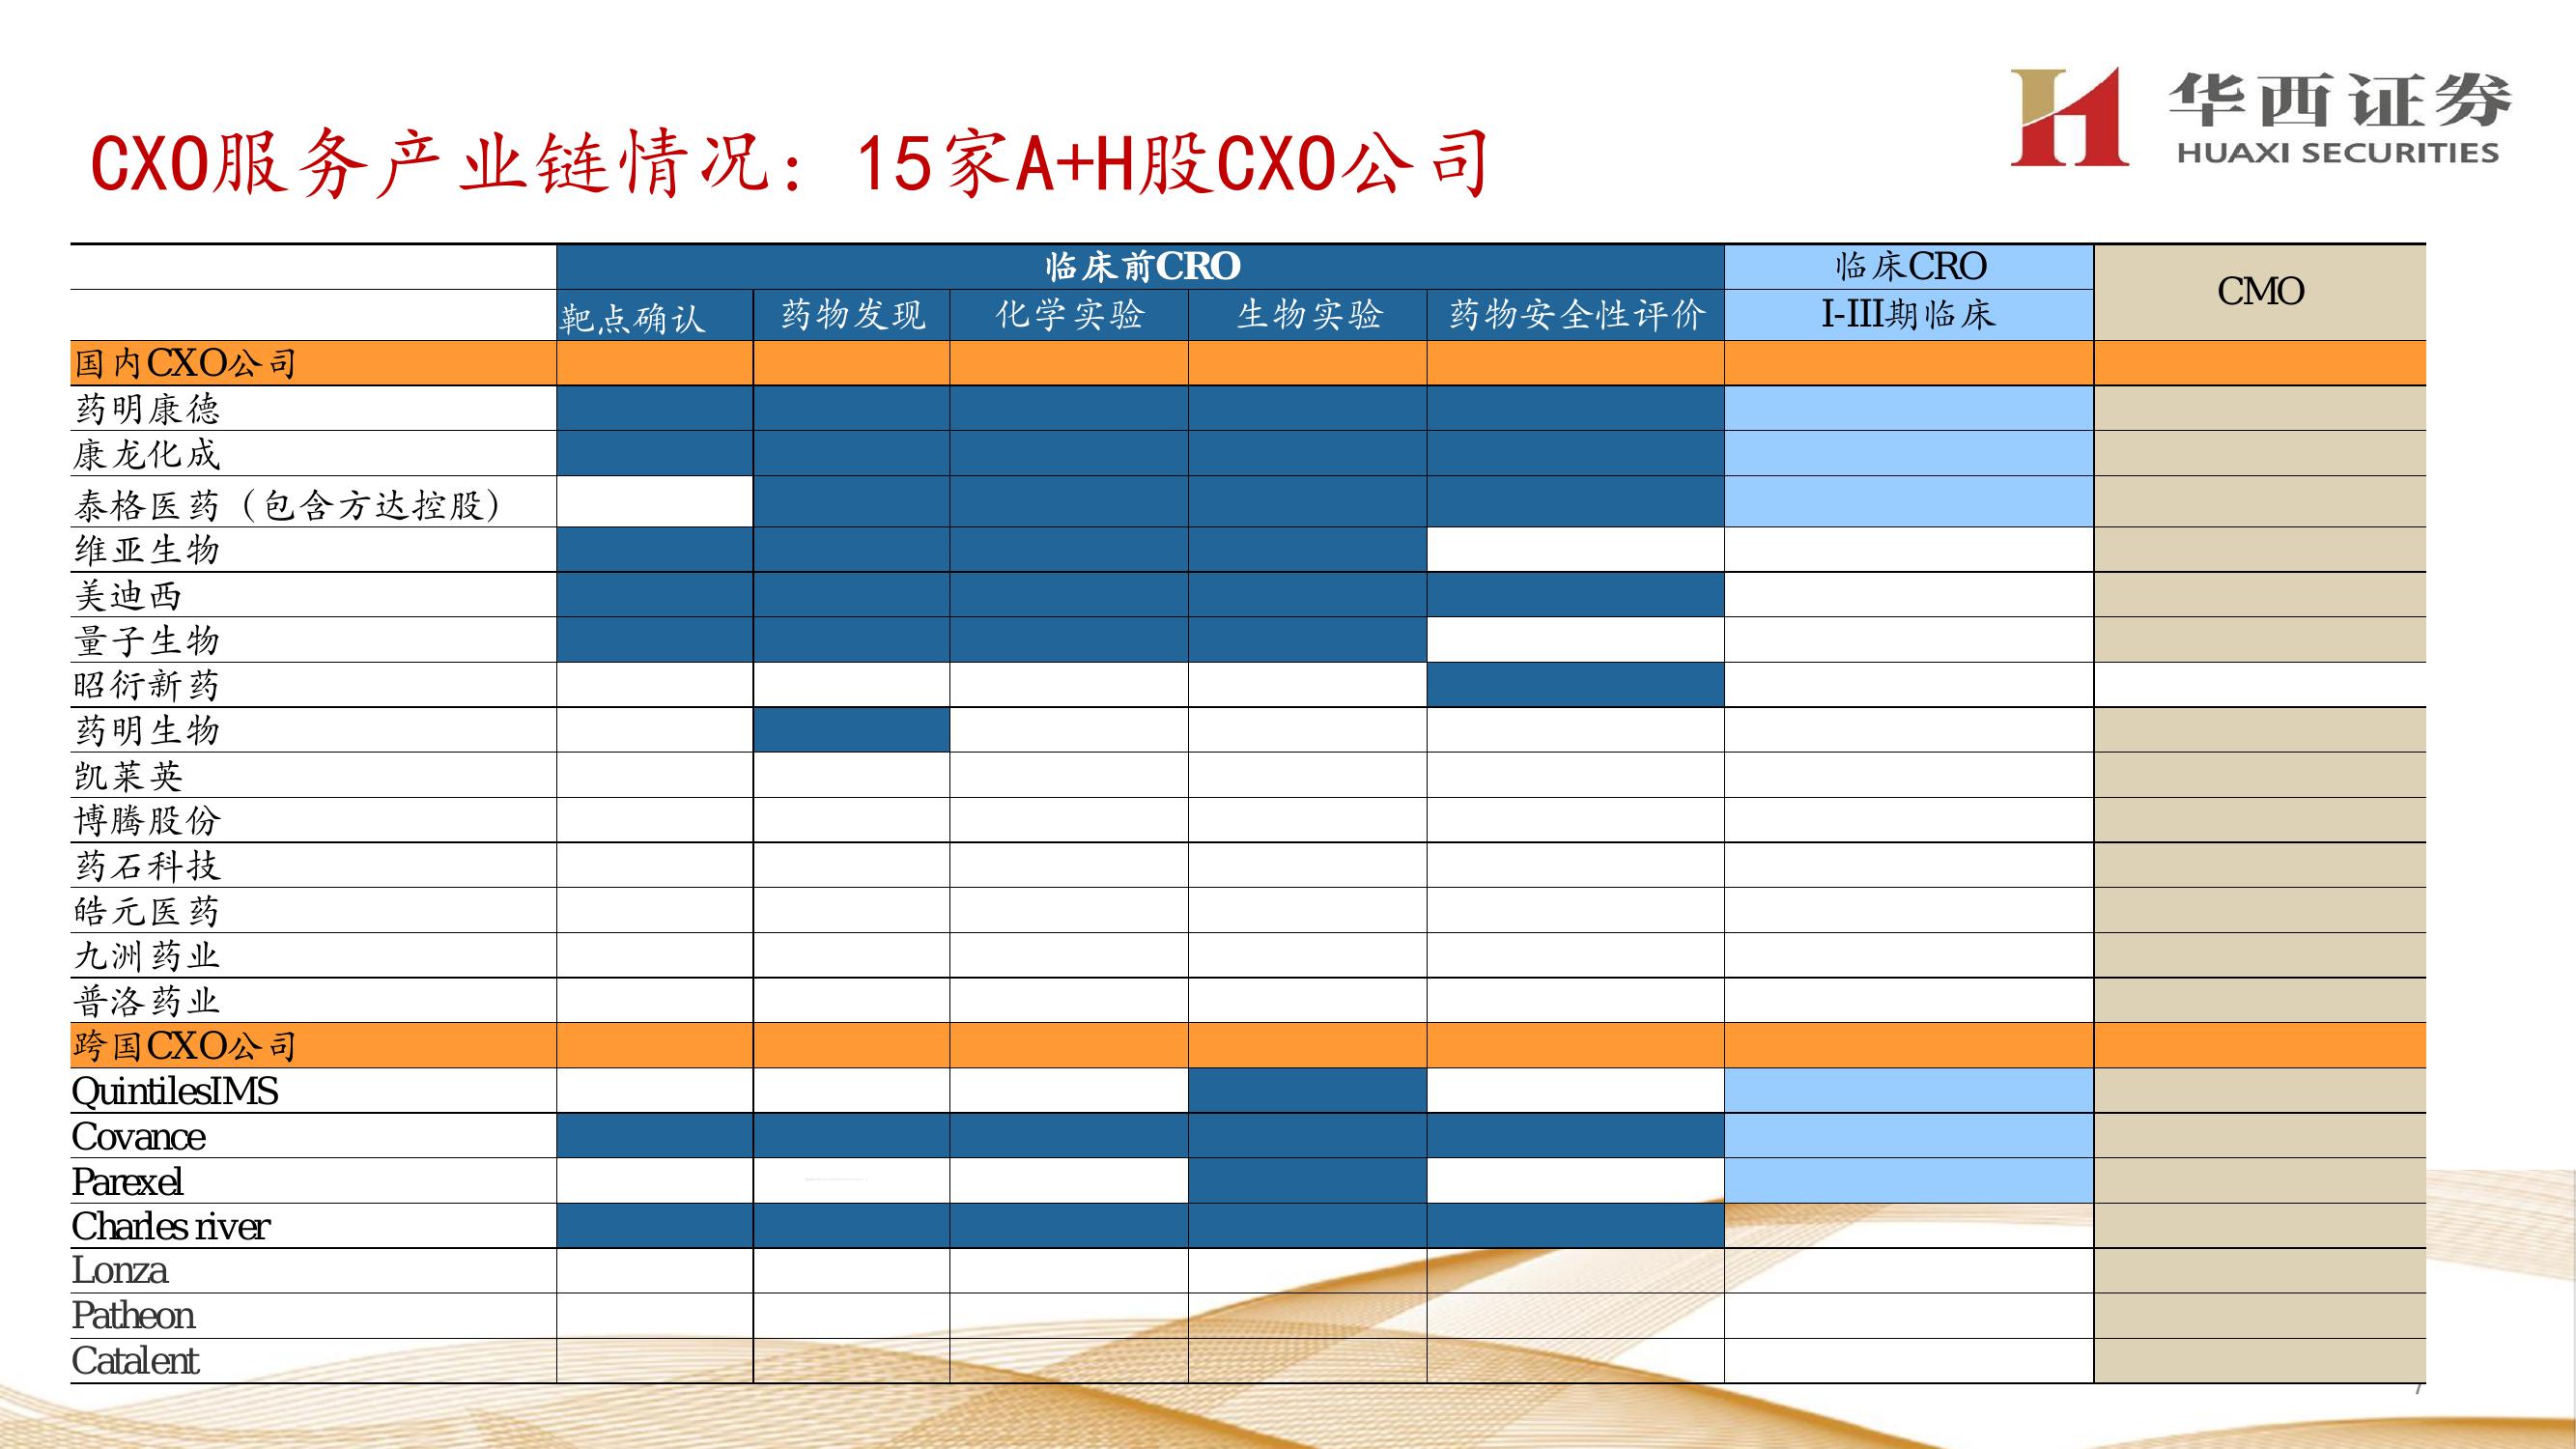 华西证券
HUAXI SECURITIES
CXO服务产业链情况：15家A+H股CXO公司
临床前CRO 临床CRO CMO
靶点确认 药物发现 化学实验 生物实验 药物安全性评价 I-III期临床
国内CXO公司
药明康德
康龙化成
泰格医药（包含方达控股）
维亚生物
美迪西
量子生物
昭衍新药
药明生物
凯莱英
博腾股份
药石科技
皓元医药
九洲药业
普洛药业
跨国CXO公司
QuintilesIMS
Covance
Parexel
Charles river
Lonza
Patheon
Catalent
7